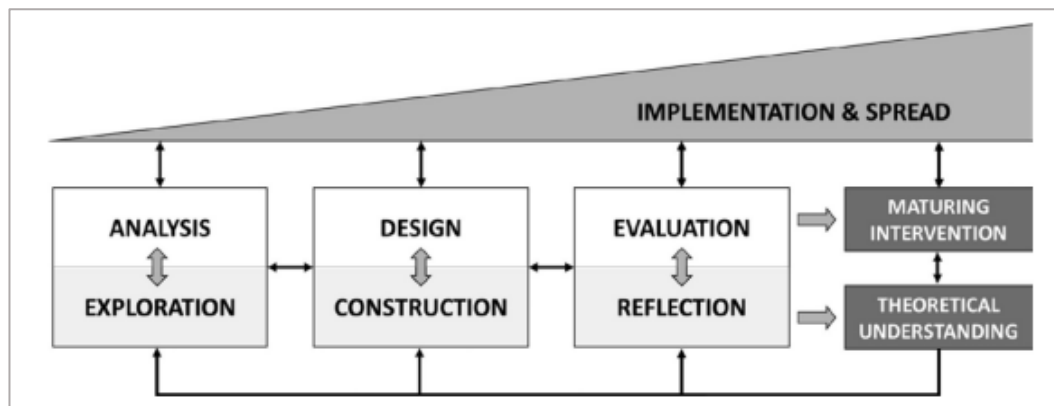 IMPLEMENTATION & SPREAD
ANALYSIS
EXPLORATION
DESIGN
CONSTRUCTION
EVALUATION
REFLECTION
MATURING
INTERVENTION
THEORETICAL
UNDERSTANDING